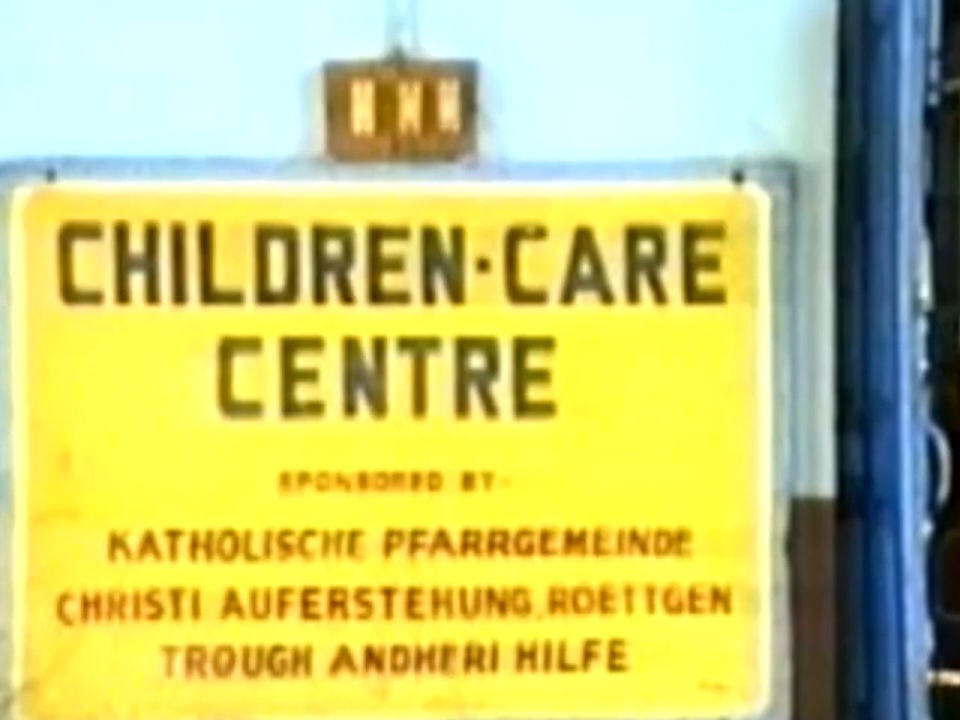 CHILDREN·CARE
CENTRE
SPONSORED BY-
KATHOLISCHE PFARRGEMEINDE
CHRISTI AUFERSTEHUNG.ROETTGEN
TROUGH ANDHERI HILFE